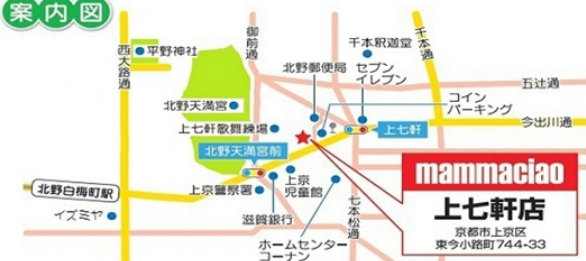 案内図
西大路通
平野神社
御前通
千本釈迦堂
千本通
北野郵便局
セブン
イレブン
五辻通
北野天満宮
コイン
パーキング
今出川通
上七軒歌舞練場
上七軒
北野天満宮前
mammaciao
上七軒店
京都市上京区
東今小路町744-33
北野白梅町駅
上京警察署
上京
児童館
イズミヤ
滋賀銀行
七本松通
ホームセンター
コーナン